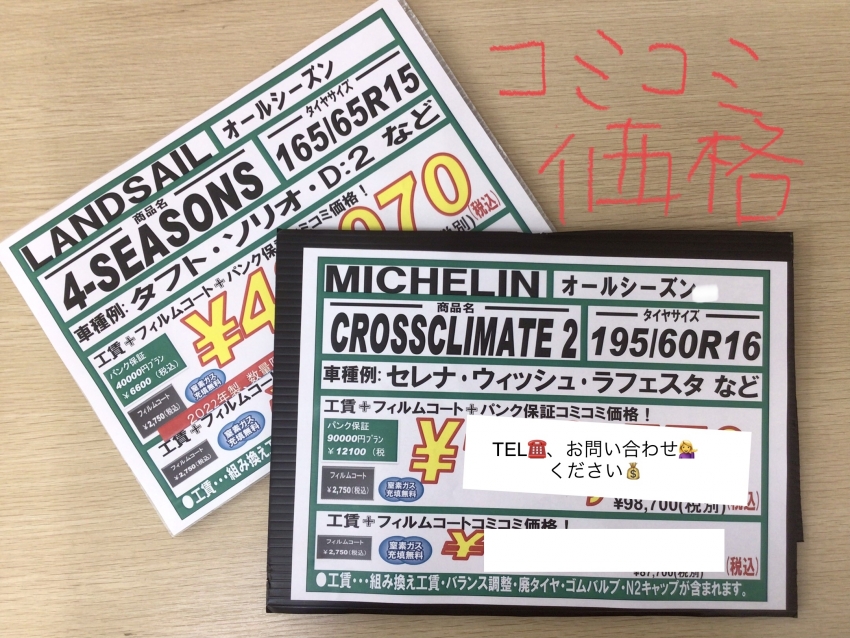 コミコミ
価格
LANDSAIL
オールシーズン
商品名
4-SEASONS
タイヤサイズ
165/65R15
車種例: タフト・ソリオ・D:2 など
工賃+フィルムコート+パンク保証コミコミ価格!
パンク保証
40000円プラン
¥6600(税込)
¥4
070
(税込)
フィルムコート
¥2,750(税込)
窒素ガス
充填無料
2022年製
工賃+フィルムコ
フィルムコート
¥2,750(税込)
窒素ガス
充填無料
●工賃・・・組み換え工
MICHELIN
オールシーズン
商品名
CROSSCLIMATE 2
タイヤサイズ
195/60R16
車種例: セレナ・ウィッシュ・ラフェスタ など
工賃+フィルムコート+パンク保証コミコミ価格!
パンク保証
90000円プラン
¥12100(税
¥
TEL☎️、お問い合わせ💁‍♀️
ください💰
¥98,700(税別)
(税込)
フィルムコート
¥2,750(税込)
窒素ガス
充填無料
工賃+フィルムコートコミコミ価格!
フィルムコート
¥2,750(税込)
窒素ガス
充填無料
¥
¥87,700(税別)
(税込)
●工賃・・・組み換え工賃・バランス調整・廃タイヤ・ゴムバルブ・N2キャップが含まれます。